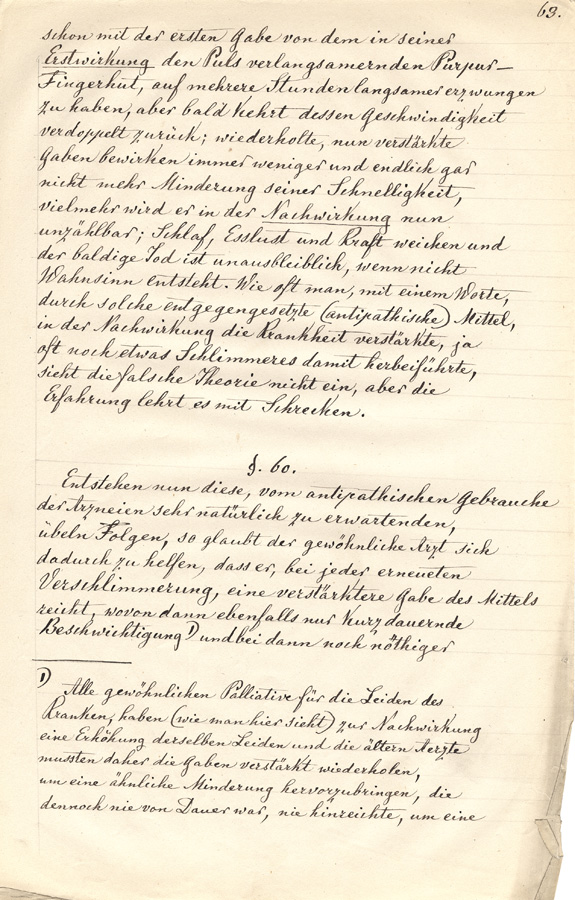 63.
schon mit der ersten Gabe von dem in seiner
Erstwirkung den Puls verlangsamernden Purpur-
Fingerhut, auf mehrere Stunden langsamer erzwungen
zu haben, aber bald kehrt dessen Geschwindigkeit
verdoppelt zurück; wiederholte, nun verstärkte
Gaben bewirken immer weniger und endlich gar
nicht mehr Minderung seiner Schnelligkeit,
vielmehr wird er in der Nachwirkung nun
unzählbar; Schlaf, Esslust und Kraft weichen und
der baldige Tod ist unausbleiblich, wenn nicht
Wahnsinn entsteht. Wie oft man, mit einem Worte,
durch solche entgegengesetzte (antipathische) Mittel,
in der Nachwirkung die Krankheit verstärkte, ja
oft noch etwas Schlimmeres damit herbeiführte,
sieht die falsche Theorie nicht ein, aber die
Erfahrung lehrt es mit Schrecken.
§. 60.
Entstehen nun diese, vom antipathischen Gebrauche
der Arzneien sehr natürlich zu erwartenden,
übeln Folgen, so glaubt der gewöhnliche Arzt sich
dadurch zu helfen, dass er, bei jeder erneueten
Verschlimmerung, eine verstärktere Gabe des Mittels
reicht, wovon dann ebenfalls nur kurz dauernde
Beschwichtigung 1) und bei dann noch nöthiger
1) Alle gewöhnlichen Palliative für die Leiden des
Kranken, haben (wie man hier sieht) zur Nachwirkung
eine Erhöhung derselben Leiden und die ältern Aerzte
mussten daher die Gaben verstärkt wiederholen,
um eine ähnliche Minderung hervorzubringen, die
dennoch nie von Dauer war, nie hinreichte, um eine